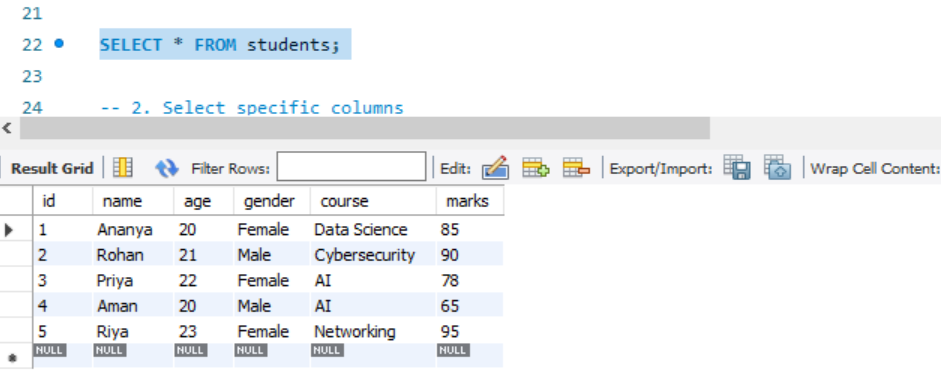 21
22 SELECT * FROM students;
23
24 -- 2. Select specific columns
Result Grid Filter Rows: Edit: Export/Import: Wrap Cell Content:
id name age gender course marks
1 Ananya 20 Female Data Science 85
2 Rohan 21 Male Cybersecurity 90
3 Priya 22 Female AI 78
4 Aman 20 Male AI 65
5 Riya 23 Female Networking 95
NULL NULL NULL NULL NULL NULL